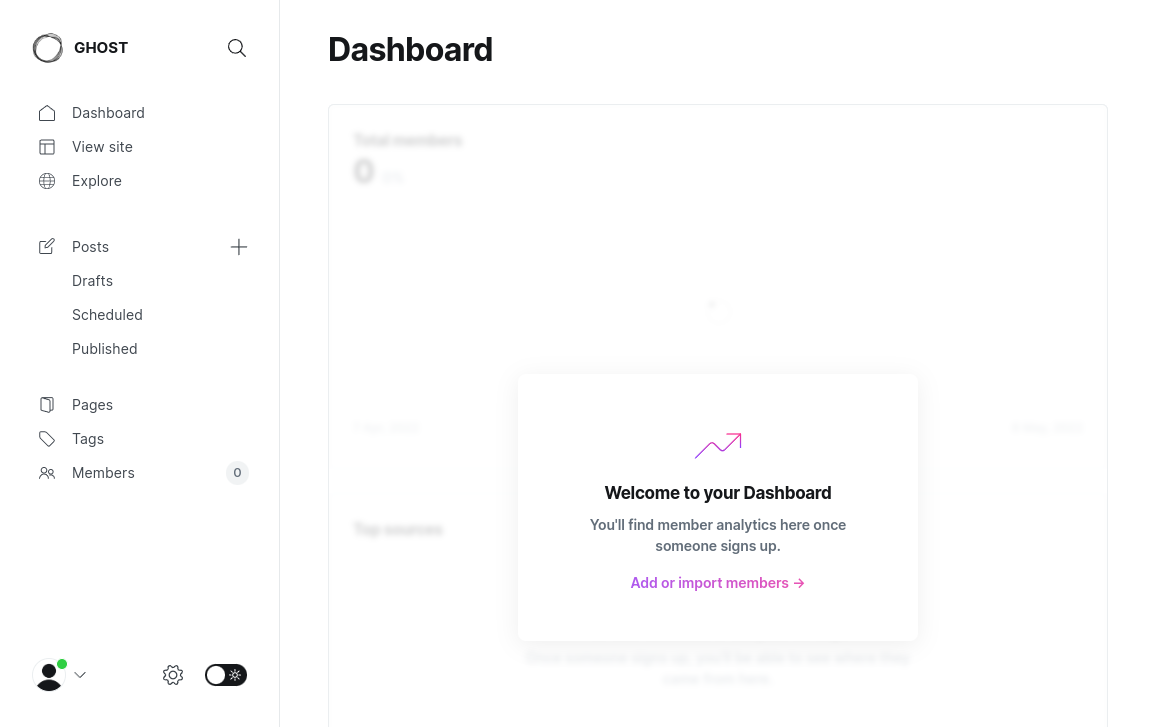 GHOST
Dashboard
View site
Explore
Posts
Drafts
Scheduled
Published
Pages
Tags
Members
0
Dashboard
Total members
0
Top sources
Welcome to your Dashboard
You'll find member analytics here once
someone signs up.
Add or import members →
Once someone signs up, you'll be able to see where they
came from here.